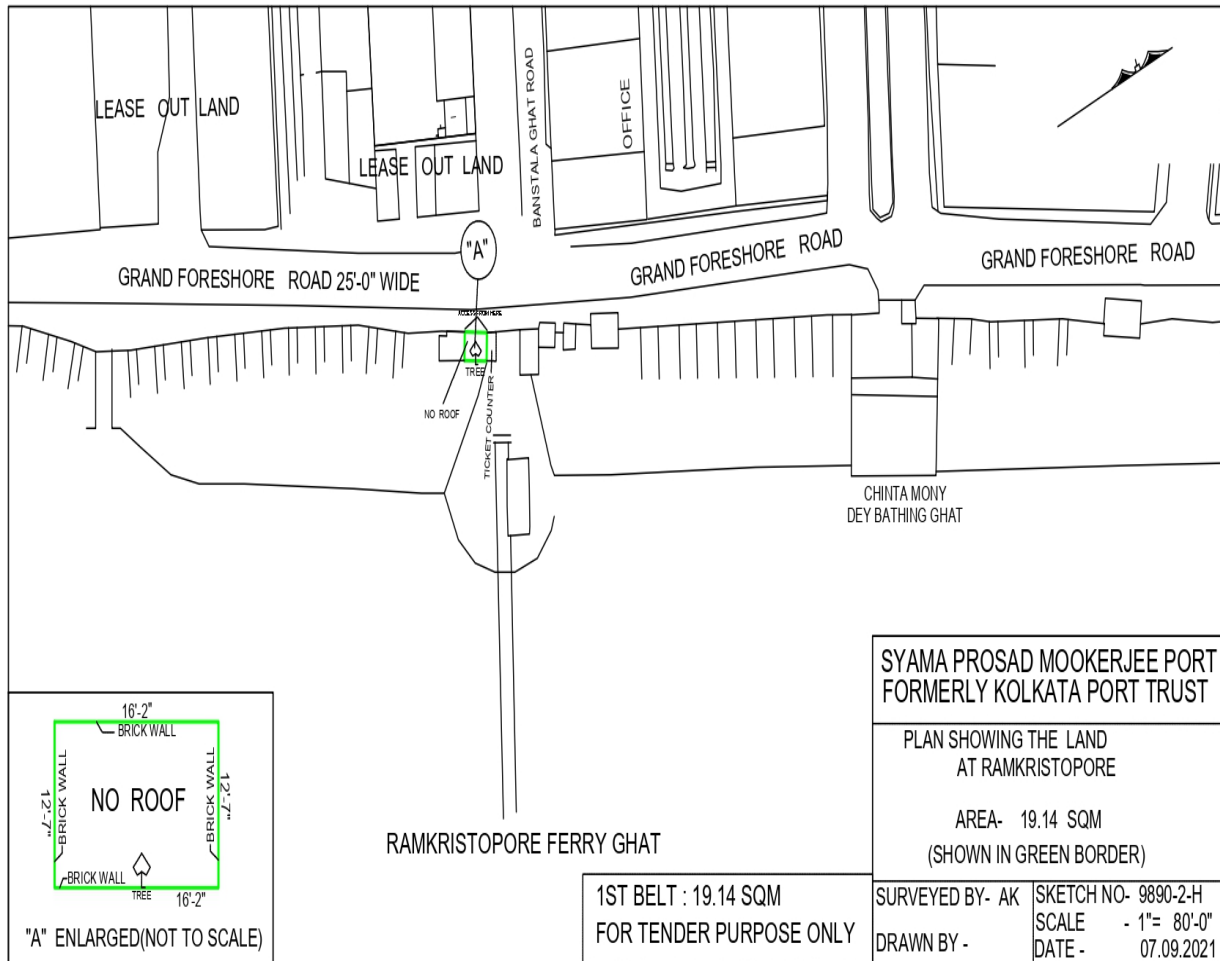 LEASE OUT LAND
LEASE OUT LAND
BANSTALA GHAT ROAD
OFFICE
"A"
GRAND FORESHORE ROAD 25'-0" WIDE
GRAND FORESHORE ROAD
GRAND FORESHORE ROAD
ACCESS FROM HERE
TREE
NO ROOF
TICKET COUNTER
CHINTA MONY
DEY BATHING GHAT
RAMKRISTOPORE FERRY GHAT
16'-2"
BRICK WALL
BRICK WALL
12'-7"
NO ROOF
BRICK WALL
12'-7"
BRICK WALL
TREE
16'-2"
"A" ENLARGED(NOT TO SCALE)
1ST BELT : 19.14 SQM
FOR TENDER PURPOSE ONLY
SYAMA PROSAD MOOKERJEE PORT
FORMERLY KOLKATA PORT TRUST
PLAN SHOWING THE LAND
AT RAMKRISTOPORE
AREA- 19.14 SQM
(SHOWN IN GREEN BORDER)
SURVEYED BY- AK
DRAWN BY -
SKETCH NO- 9890-2-H
SCALE - 1"= 80'-0"
DATE - 07.09.2021